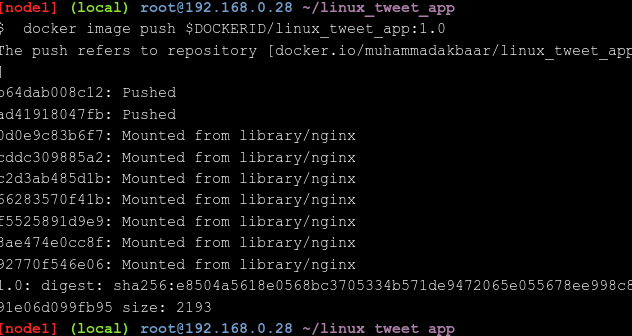 [node1] (local) root@192.168.0.28 ~/linux_tweet_app
$  docker image push $DOCKERID/linux_tweet_app:1.0
The push refers to repository [docker.io/muhammadakbaar/linux_tweet_app
]
b64dab008c12: Pushed
ad41918047fb: Pushed
0d0e9c83b6f7: Mounted from library/nginx
cddc309885a2: Mounted from library/nginx
c2d3ab485d1b: Mounted from library/nginx
66283570f41b: Mounted from library/nginx
f5525891d9e9: Mounted from library/nginx
8ae474e0cc8f: Mounted from library/nginx
92770f546e06: Mounted from library/nginx
1.0: digest: sha256:e8504a5618e0568bc3705334b571de9472065e055678ee998c8
91e06d099fb95 size: 2193
[node1] (local) root@192.168.0.28 ~/linux_tweet_app